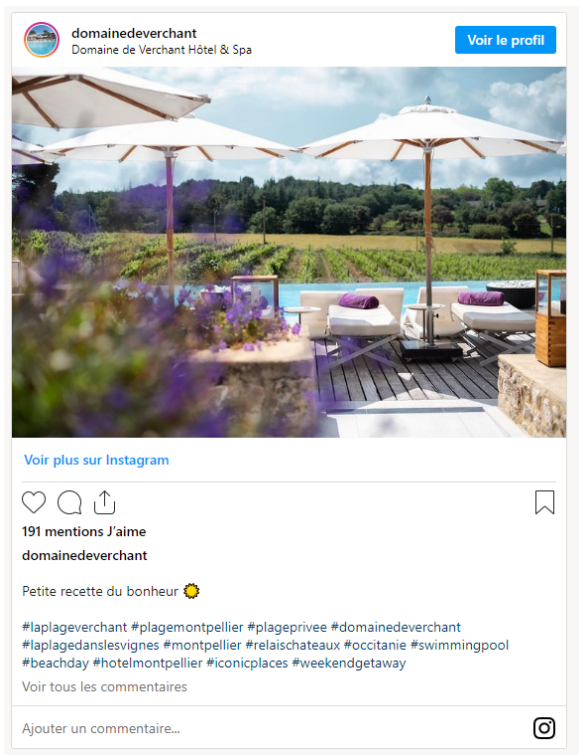 domainedeverchant
Domaine de Verchant Hôtel & Spa
Voir le profil
Voir plus sur Instagram
191 mentions J’aime
domainedeverchant
Petite recette du bonheur
#laplageverchant #plagemontpellier #plageprivee #domainedeverchant
#laplagedanslesvignes #montpellier #relaischateaux #occitanie #swimmingpool
#beachday #hotelmontpellier #iconicplaces #weekendgetaway
Voir tous les commentaires
Ajouter un commentaire...